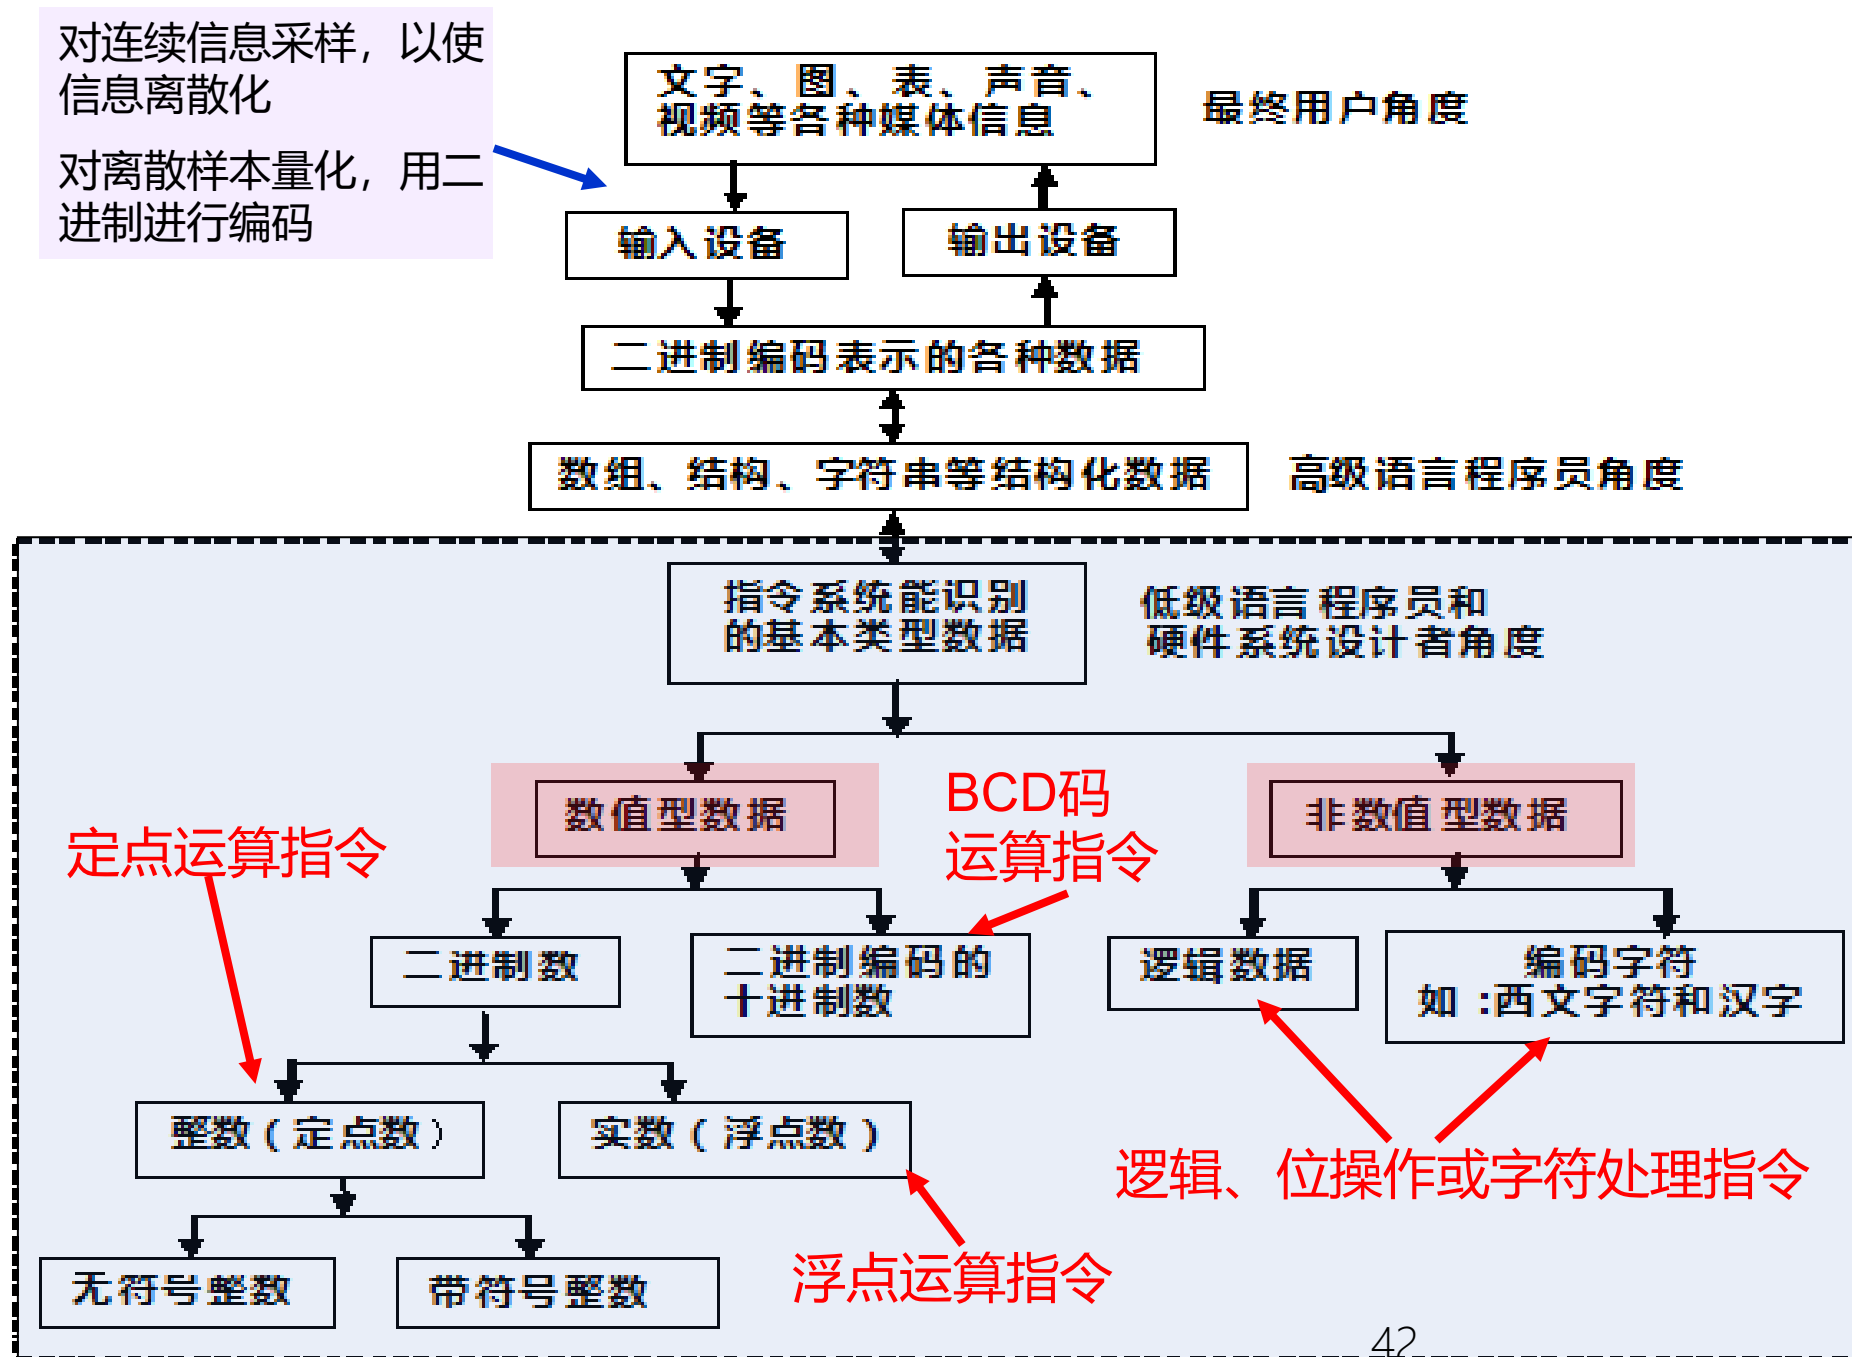 对连续信息采样，以使
信息离散化
对离散样本量化，用二
进制进行编码
文字、图、表、声音、
视频等各种媒体信息
最终用户角度
输入设备
输出设备
二进制编码表示的各种数据
数组、结构、字符串等结构化数据
高级语言程序员角度
指令系统能识别
的基本类型数据
低级语言程序员和
硬件系统设计者角度
数值型数据
BCD码
运算指令
非数值型数据
定点运算指令
二进制数
二进制编码的
十进制数
逻辑数据
编码字符
如:西文字符和汉字
整数(定点数)
实数(浮点数)
逻辑、位操作或字符处理指令
无符号整数
带符号整数
浮点运算指令
42